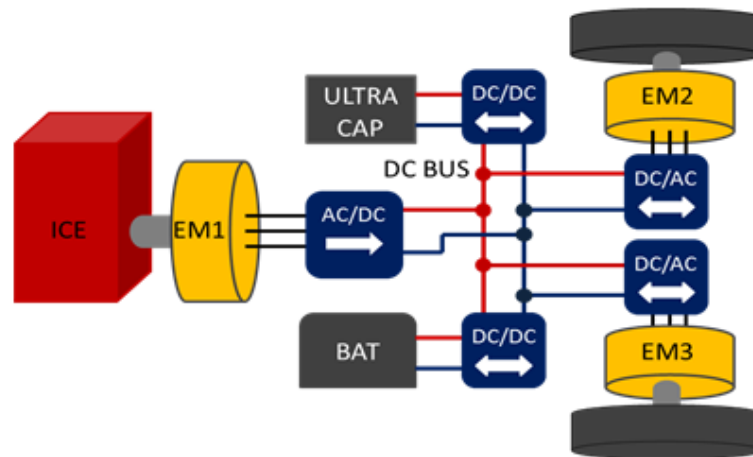 ULTRA
CAP
DC/DC
EM2
DC BUS
DC/AC
ICE
EM1
AC/DC
DC/AC
BAT
DC/DC
EM3